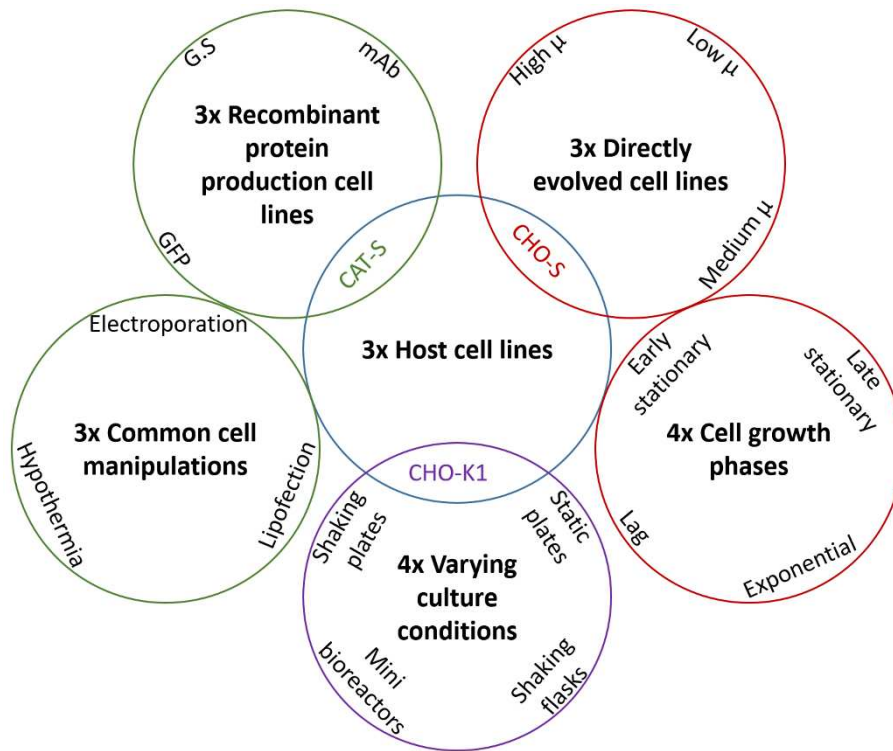 G.S
mAb
3x Recombinant
protein
production cell
lines
GFP
High μ
Low μ
3x Directly
evolved cell lines
Medium μ
CAT-S
CHO-S
3x Host cell lines
Electroporation
3x Common cell
manipulations
Hypothermia
Lipofection
Early
stationary
Late
stationary
4x Cell growth
phases
Lag
Exponential
CHO-K1
Shaking
plates
Static
plates
4x Varying
culture
conditions
Mini
bioreactors
Shaking
flasks